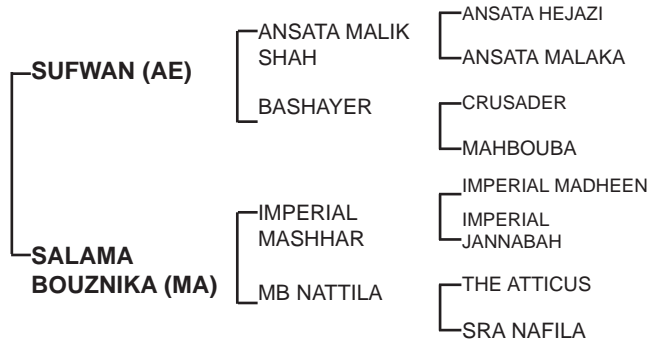 SUFWAN (AE)
ANSATA MALIK
SHAH
ANSATA HEJAZI
ANSATA MALAKA
BASHAYER
CRUSADER
MAHBOUBA
SALAMA
BOUZNIKA (MA)
IMPERIAL
MASHHAR
IMPERIAL MADHEEN
IMPERIAL
JANNABAH
MB NATTILA
THE ATTICUS
SRA NAFILA